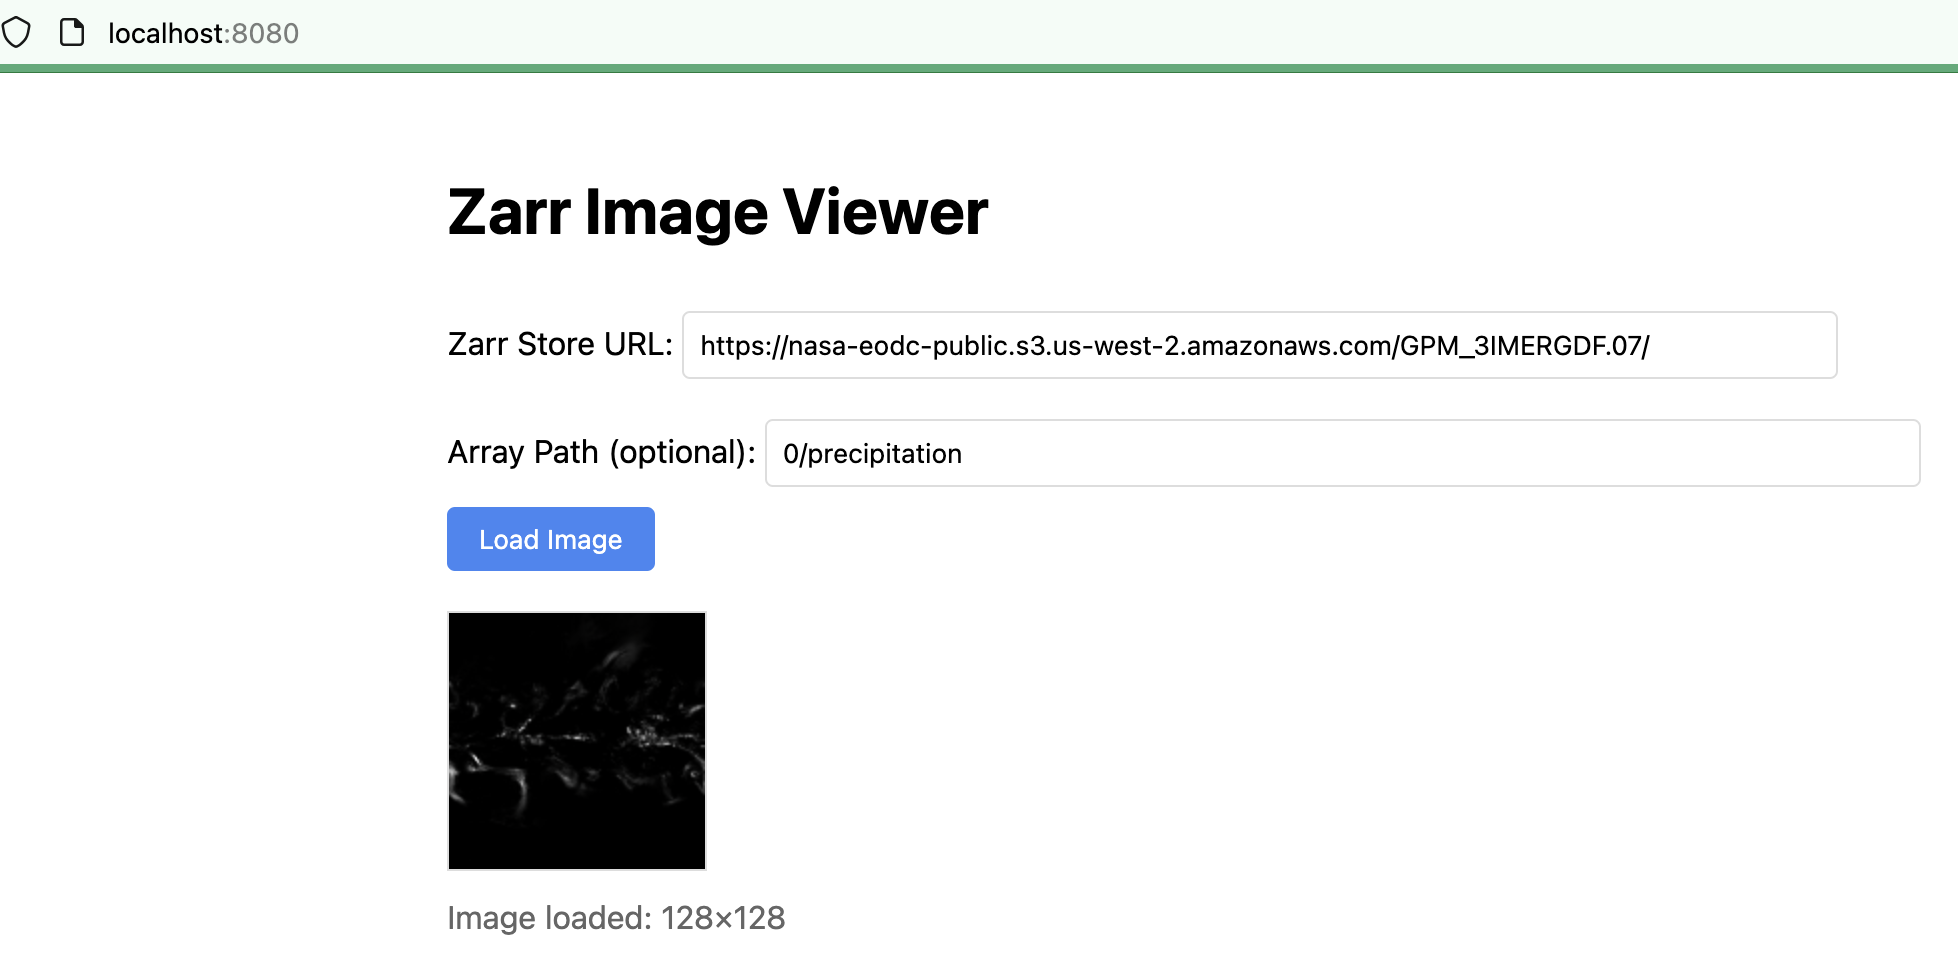 localhost:8080
Zarr Image Viewer
Zarr Store URL: https://nasa-eodc-public.s3.us-west-2.amazonaws.com/GPM_3IMERGDF.07/
Array Path (optional): 0/precipitation
Load Image
Image loaded: 128×128